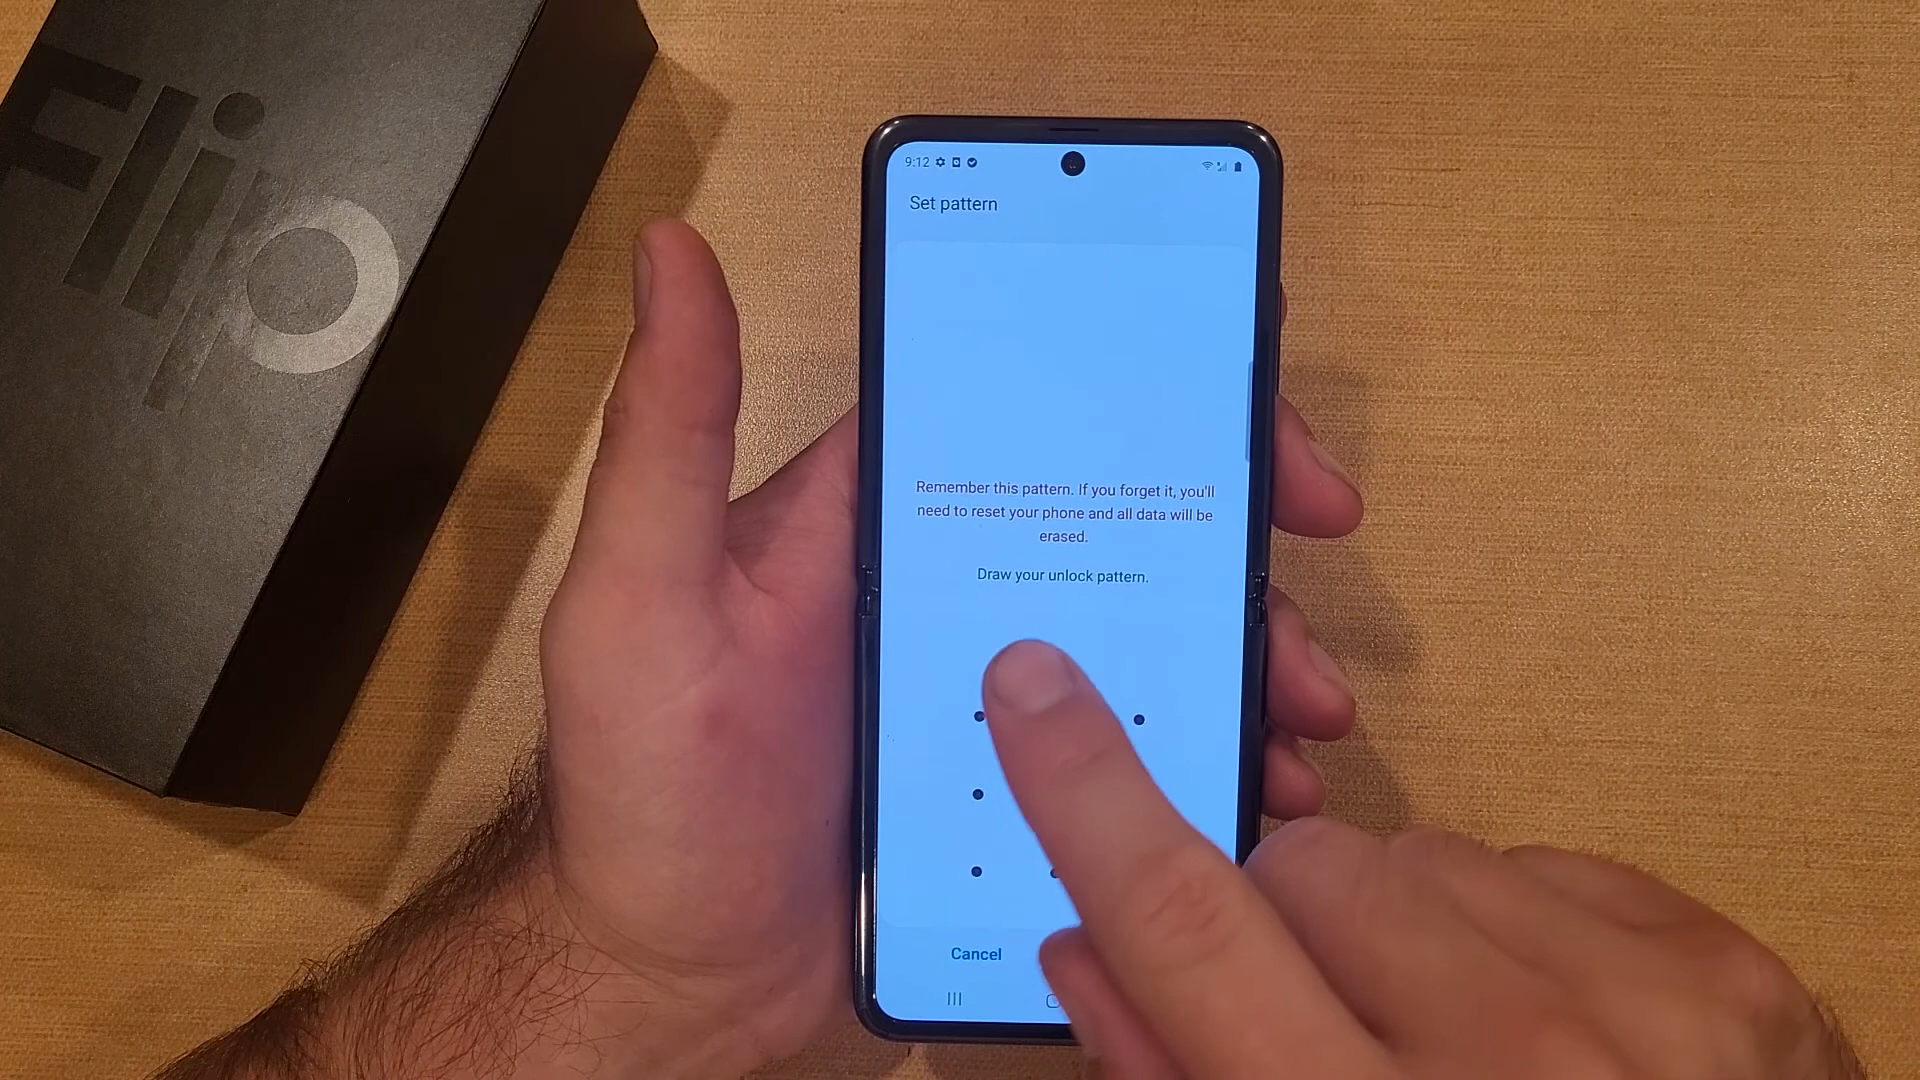 Flip
9:12
Set pattern
Remember this pattern. If you forget it, you'll
need to reset your phone and all data will be
erased.
Draw your unlock pattern.
Cancel